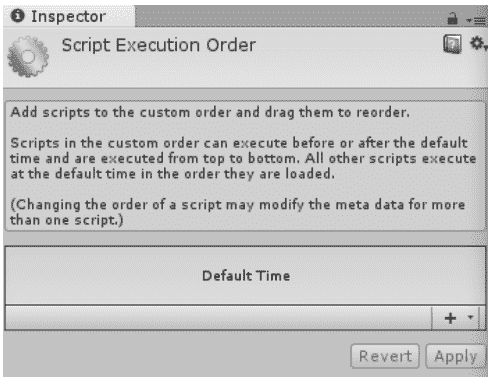 Inspector
Script Execution Order
Add scripts to the custom order and drag them to reorder.
Scripts in the custom order can execute before or after the default
time and are executed from top to bottom. All other scripts execute
at the default time in the order they are loaded.
(Changing the order of a script may modify the meta data for more
than one script.)
Default Time
+
Revert Apply